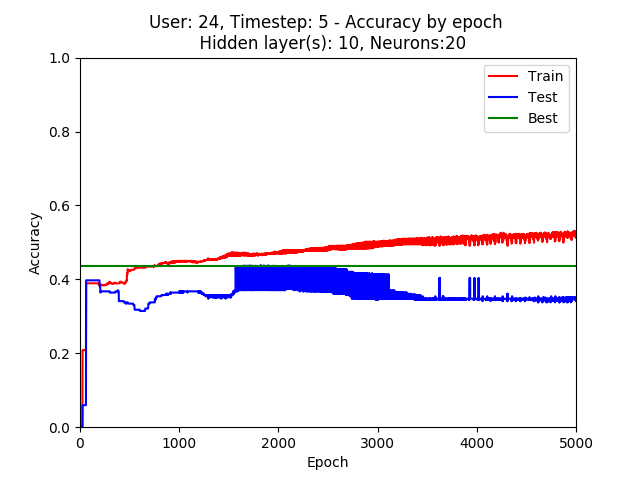 User: 24, Timestep: 5 - Accuracy by epoch
Hidden layer(s): 10, Neurons:20
1.0
0.8
0.6
0.4
0.2
0.0
Accuracy
Train
Test
Best
0
1000
2000
3000
4000
5000
Epoch